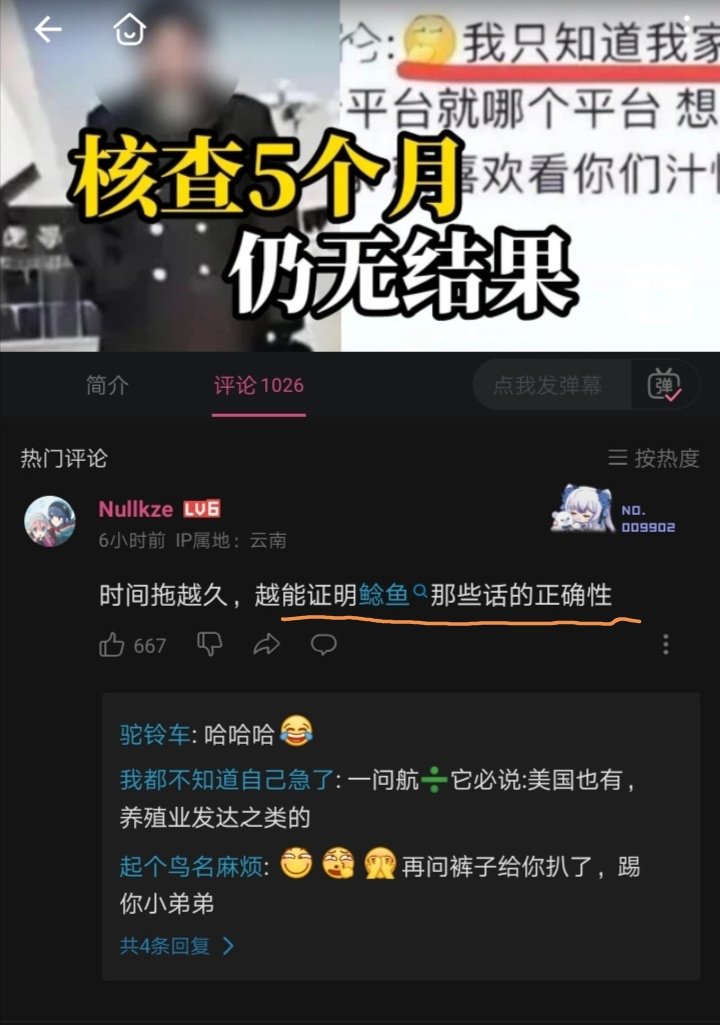 论:我只知道我家
平台就哪个平台 想
喜欢看你们汁
核查5个月
仍无结果
简介
评论 1026
点我发弹幕
弹
热门评论
按热度
Nullkze LV6
6小时前 IP属地：云南
NO.
009902
时间拖越久，越能证明鲶鱼那些话的正确性
667
驼铃车: 哈哈哈😂
我都不知道自己急了: 一问航➗它必说:美国也有，
养殖业发达之类的
起个鸟名麻烦: 再问裤子给你扒了，踢
你小弟弟
共4条回复